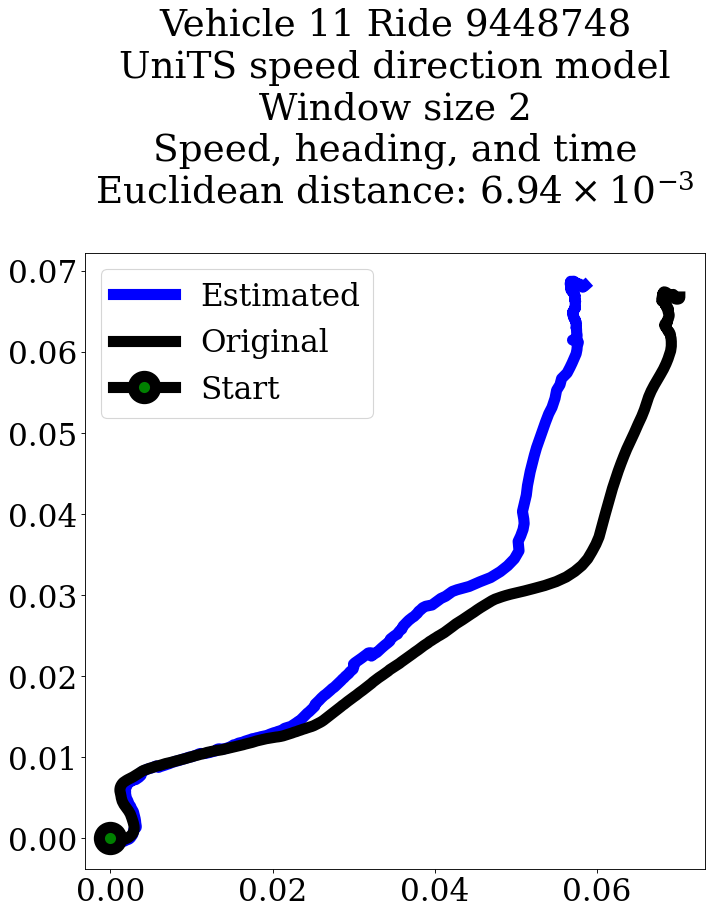 Vehicle 11 Ride 9448748
UniTS speed direction model
Window size 2
Speed, heading, and time
Euclidean distance: 6.94 × 10⁻³
Estimated
Original
Start
0.07
0.06
0.05
0.04
0.03
0.02
0.01
0.00
0.00 0.02 0.04 0.06